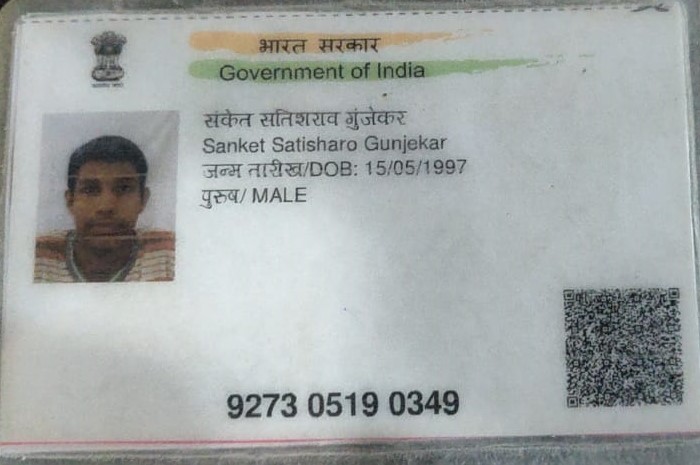 भारत सरकार
Government of India
संकेत सतिशराव गुंजेकर
Sanket Satisharo Gunjekar
जन्म तारीख/DOB: 15/05/1997
पुरुष/ MALE
9273 0519 0349